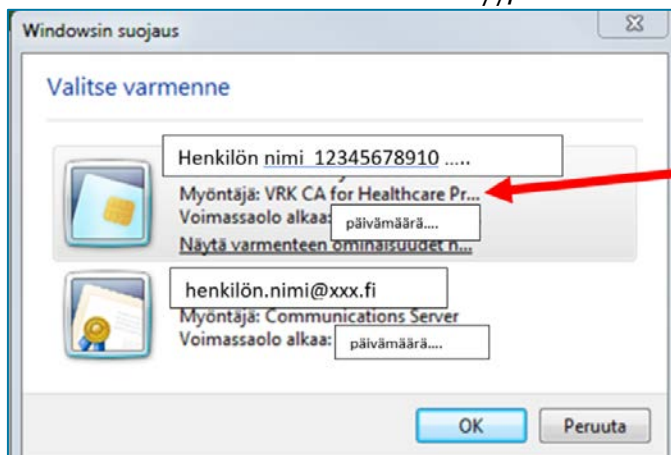 Windowsin suojaus
Valitse varmenne
Henkilön nimi 12345678910 .....
Myöntäjä: VRK CA for Healthcare Pr...
Voimassaolo alkaa: päivämäärä....
Näytä varmenteen ominaisuudet n...
henkilön.nimi@xxx.fi
Myöntäjä: Communications Server
Voimassaolo alkaa: päivämäärä....
OK Peruuta